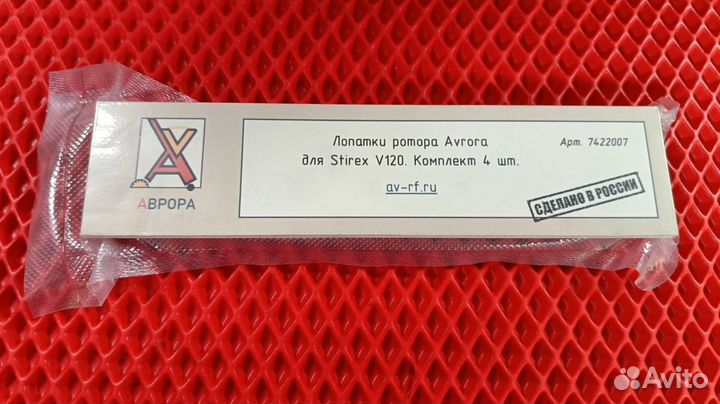 Лопатки ротора Avrora
Арт. 7422007
для Stirex V120. Комплект 4 шт.
av-rf.ru
СДЕЛАНО В РОССИИ
АВРОРА
Avito